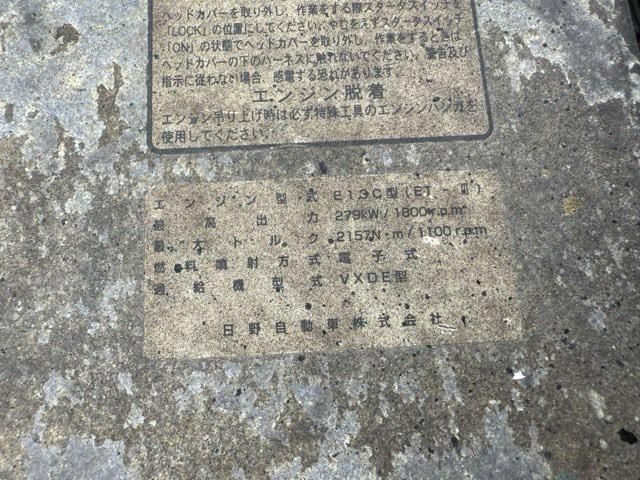 ヘッドカバーを取り外し、作業をする際スタータスイッチを
「LOCK」の位置にしてください。やむをえずスタータスイッチ
「ON」の状態でヘッドカバーを取り外し、作業をするときは
ヘッドカバーの下のハーネスに触れないでください。警告及び
指示に従わない場合、感電する恐れがあります。
エンジン脱着
エンジン吊り上げ時は必ず特殊工具のエンジンハンガを
使用してください。
エンジン型式 E13C型(ET-Ⅷ)
最高出力 279kW/1800r.p.m
最大トルク 2157N・m/1100r.p.m
燃料噴射方式 電子式
過給機型式 VXDE型
日野自動車株式会社